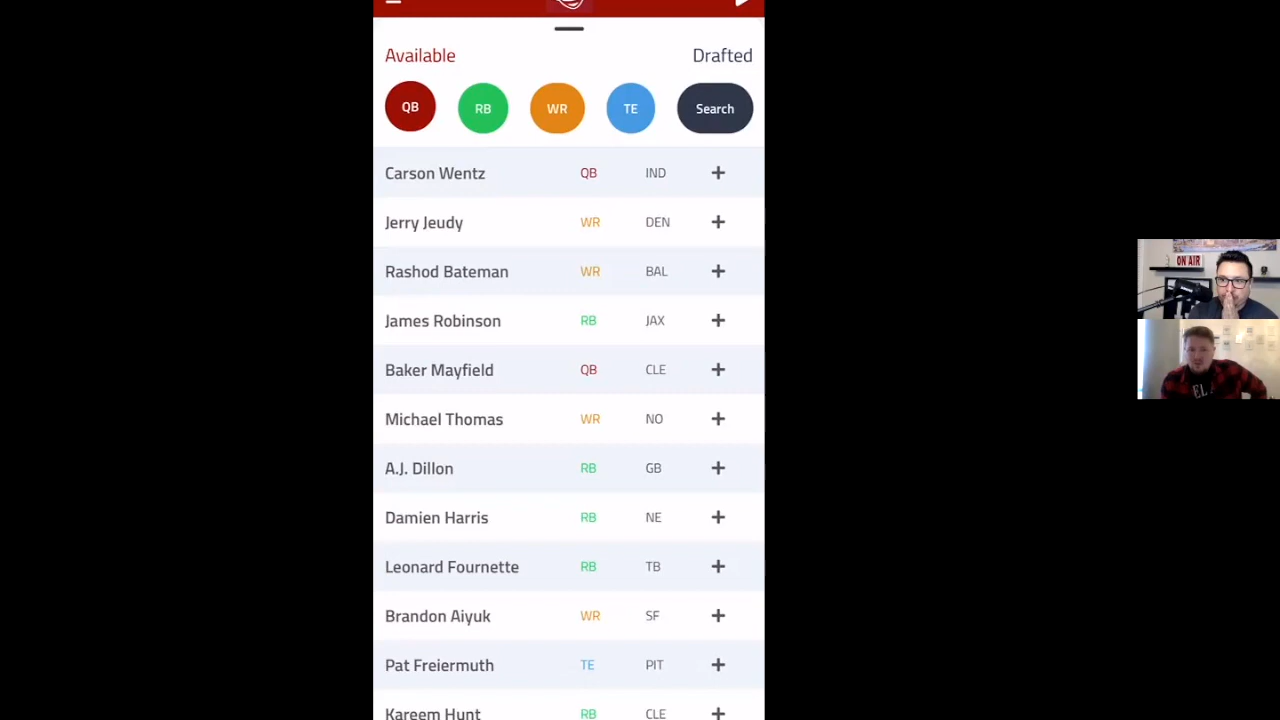 Available Drafted
QB RB WR TE Search
Carson Wentz QB IND +
Jerry Jeudy WR DEN +
Rashod Bateman WR BAL +
James Robinson RB JAX +
Baker Mayfield QB CLE +
Michael Thomas WR NO +
A.J. Dillon RB GB +
Damien Harris RB NE +
Leonard Fournette RB TB +
Brandon Aiyuk WR SF +
Pat Freiermuth TE PIT +
Kareem Hunt RB CLE +
ON AIR